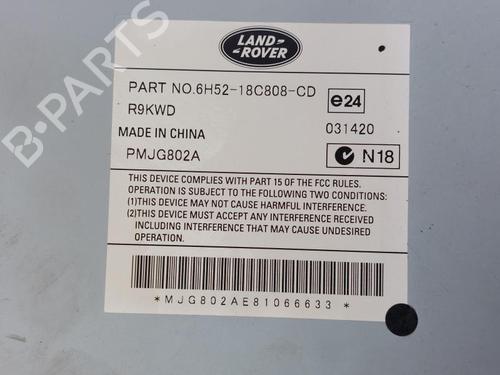 LAND-
ROVER
PART NO.6H52-18C808-CD
e24
R9KWD
031420
MADE IN CHINA
PMJG802A
N18
THIS DEVICE COMPLIES WITH PART 15 OF THE FCC RULES.
OPERATION IS SUBJECT TO THE FOLLOWING TWO CONDITIONS:
(1)THIS DEVICE MAY NOT CAUSE HARMFUL INTERFERENCE.
(2)THIS DEVICE MUST ACCEPT ANY INTERFERENCE RECEIVED
INCLUDING INTERFERENCE THAT MAY CAUSE UNDESIRED
OPERATION.
*MJG802AE81066633*
B-PARTS